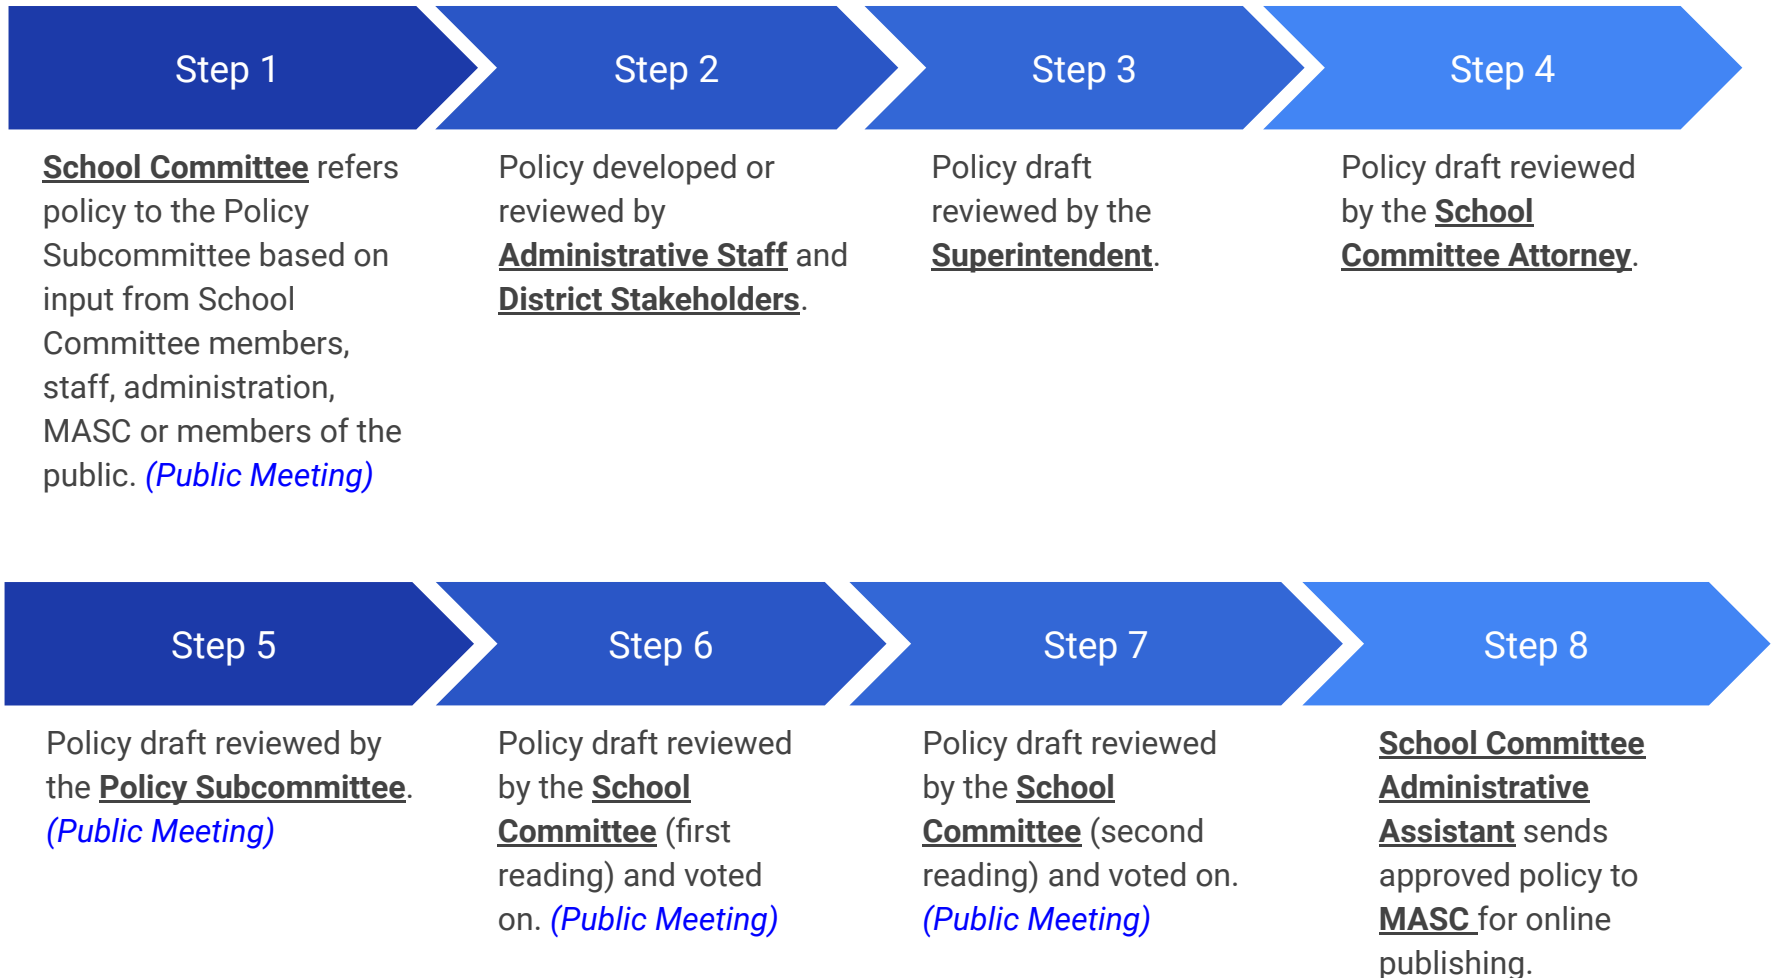 Step 1
School Committee refers
policy to the Policy
Subcommittee based on
input from School
Committee members,
staff, administration,
MASC or members of the
public. (Public Meeting)
Step 2
Policy developed or
reviewed by
Administrative Staff and
District Stakeholders.
Step 3
Policy draft
reviewed by the
Superintendent.
Step 4
Policy draft reviewed
by the School
Committee Attorney.
Step 5
Policy draft reviewed by
the Policy Subcommittee.
(Public Meeting)
Step 6
Policy draft reviewed
by the School
Committee (first
reading) and voted
on. (Public Meeting)
Step 7
Policy draft reviewed
by the School
Committee (second
reading) and voted on.
(Public Meeting)
Step 8
School Committee
Administrative
Assistant sends
approved policy to
MASC for online
publishing.